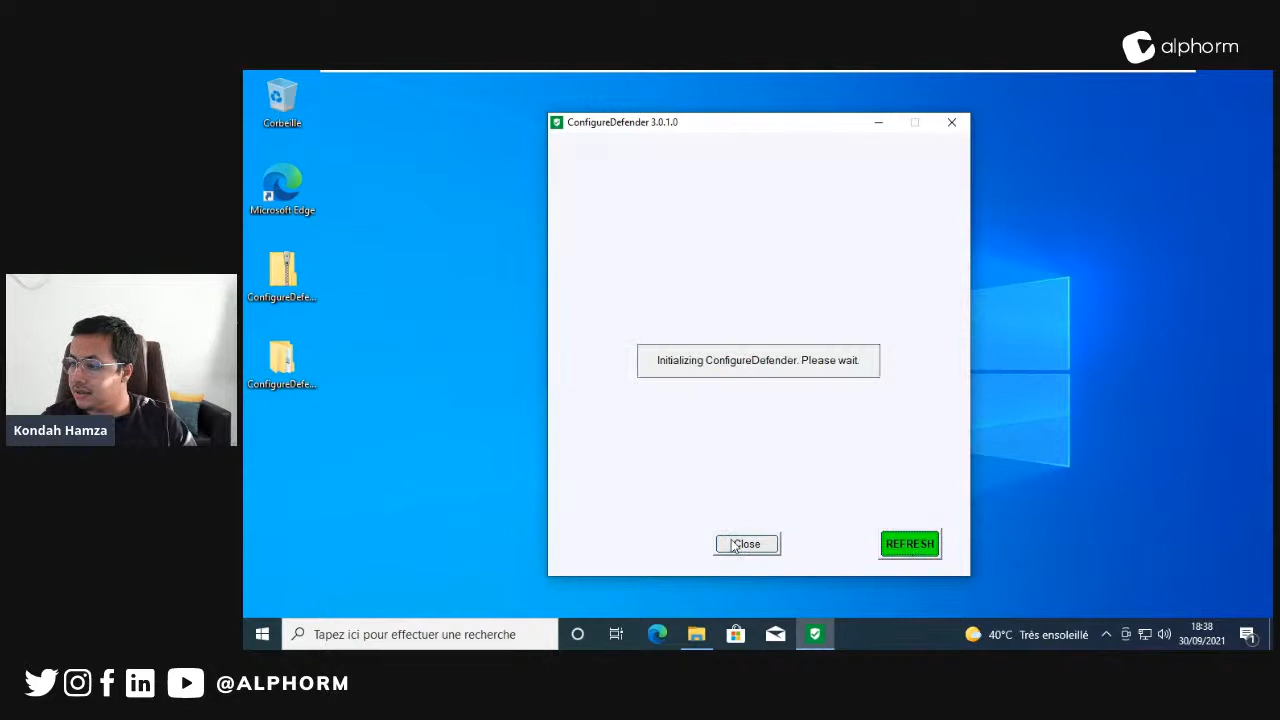 alphorm
Corbeille
Microsoft Edge
ConfigureDefe...
ConfigureDefe...
ConfigureDefender 3.0.1.0
Initializing ConfigureDefender. Please wait.
Close
REFRESH
Kondah Hamza
Tapez ici pour effectuer une recherche
40°C Très ensoleillé
18:38
30/09/2021
1
@ALPHORM